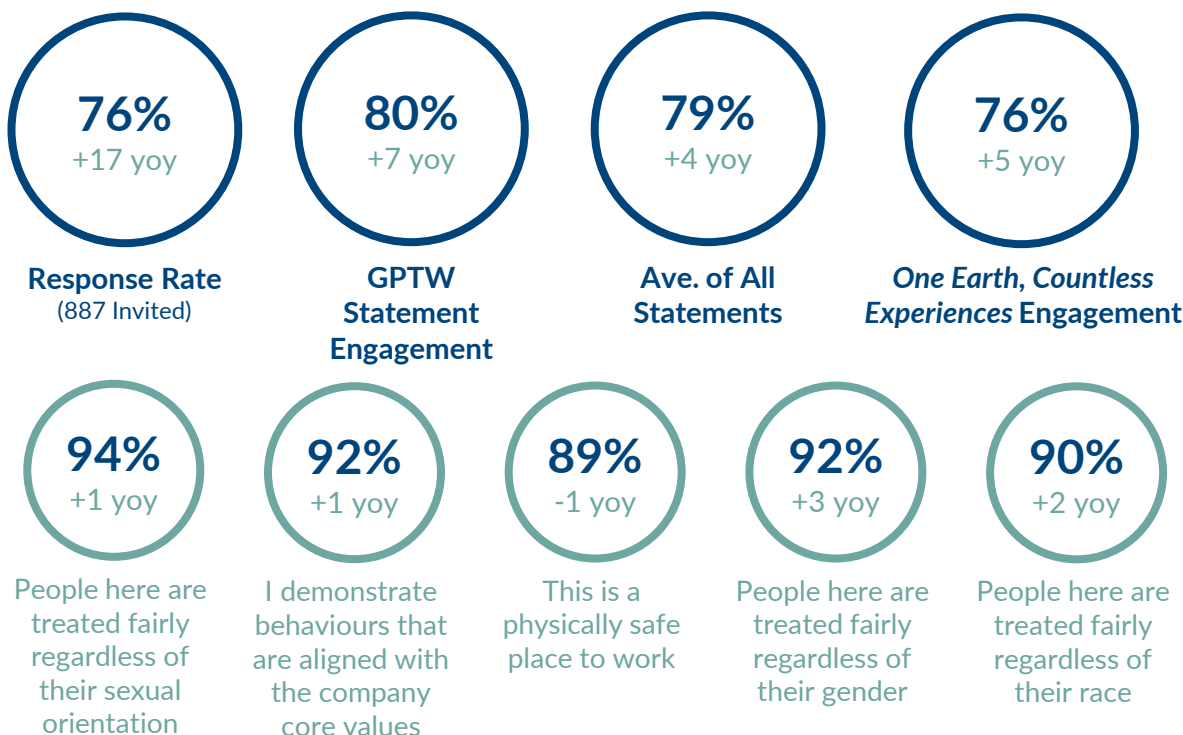 76%
+17 yoy
Response Rate
(887 Invited)
80%
+7 yoy
GPTW
Statement
Engagement
79%
+4 yoy
Ave. of All
Statements
76%
+5 yoy
One Earth, Countless
Experiences Engagement
94%
+1 yoy
People here are
treated fairly
regardless of
their sexual
orientation
92%
+1 yoy
I demonstrate
behaviours that
are aligned with
the company
core values
89%
-1 yoy
This is a
physically safe
place to work
92%
+3 yoy
People here are
treated fairly
regardless of
their gender
90%
+2 yoy
People here are
treated fairly
regardless of
their race